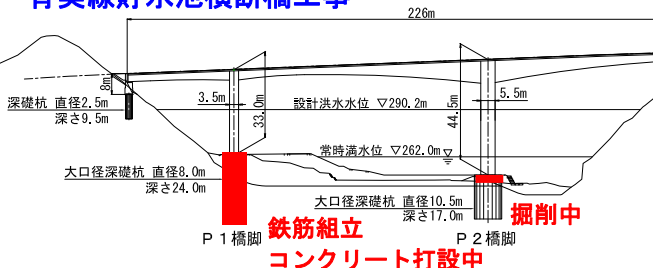 226m
8m
深礎杭 直径2.5m
深さ9.5m
3.5m
33.0m
設計洪水水位 ▽290.2m
44.5m
5.5m
常時満水位 ▽262.0m
大口径深礎杭 直径8.0m
深さ24.0m
大口径深礎杭 直径10.5m
深さ17.0m
掘削中
P1橋脚
鉄筋組立
コンクリート打設中
P2橋脚